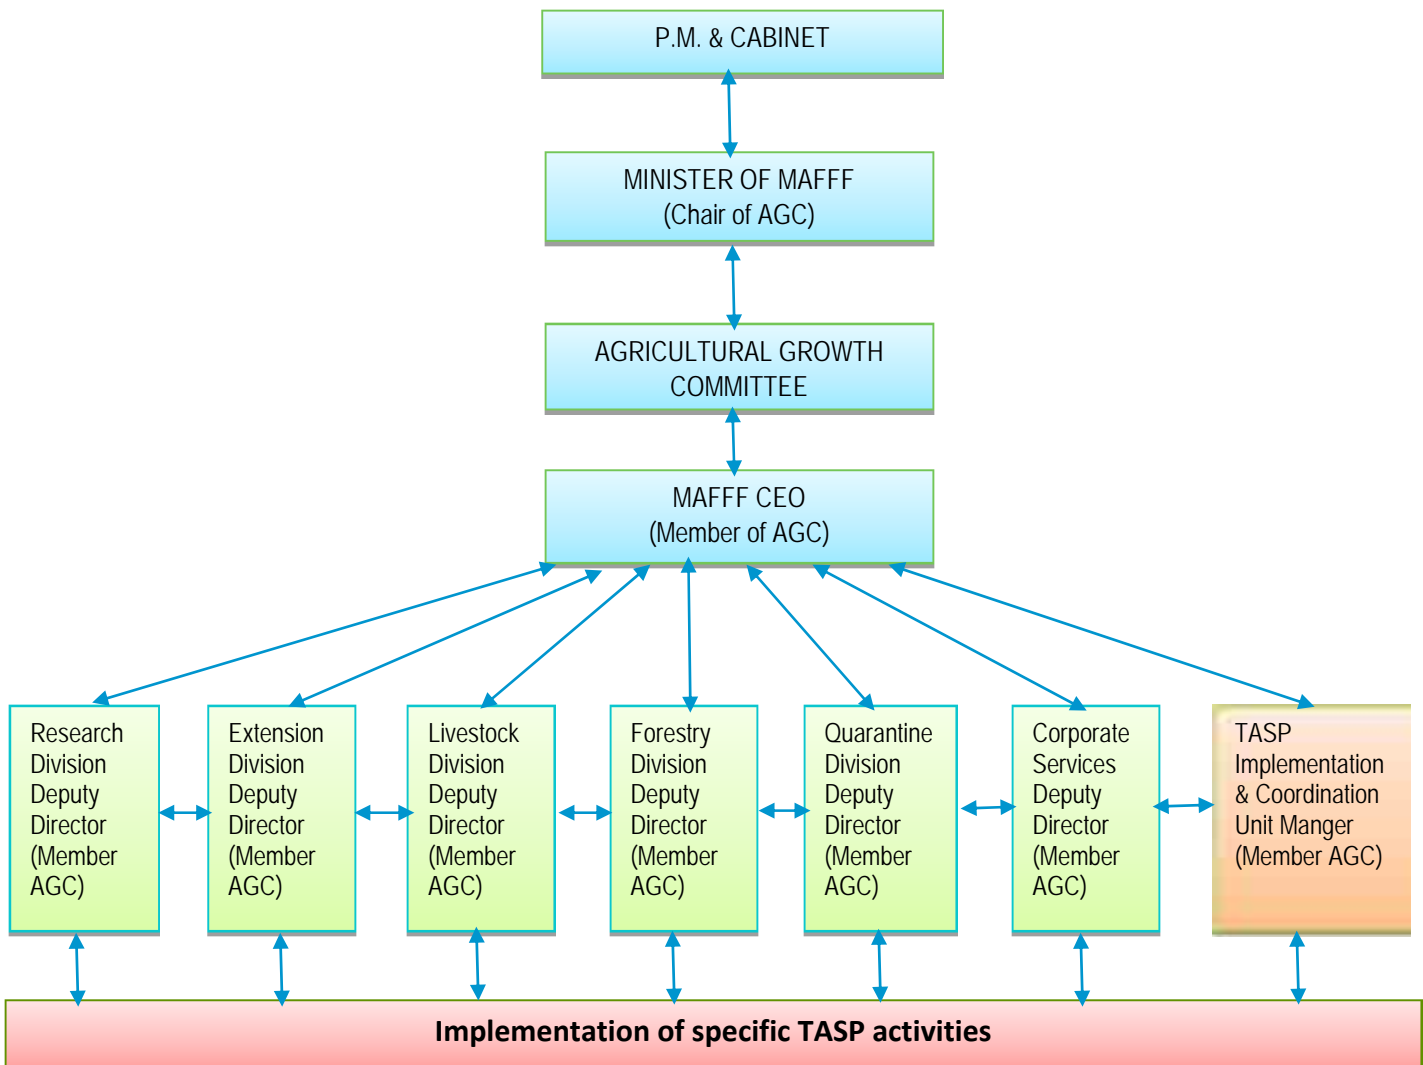 P.M. & CABINET
MINISTER OF MAFFF
(Chair of AGC)
AGRICULTURAL GROWTH
COMMITTEE
MAFFF CEO
(Member of AGC)
Research
Division
Deputy
Director
(Member
AGC)
Extension
Division
Deputy
Director
(Member
AGC)
Livestock
Division
Deputy
Director
(Member
AGC)
Forestry
Division
Deputy
Director
(Member
AGC)
Quarantine
Division
Deputy
Director
(Member
AGC)
Corporate
Services
Deputy
Director
(Member
AGC)
TASP
Implementation
& Coordination
Unit Manger
(Member AGC)
Implementation of specific TASP activities